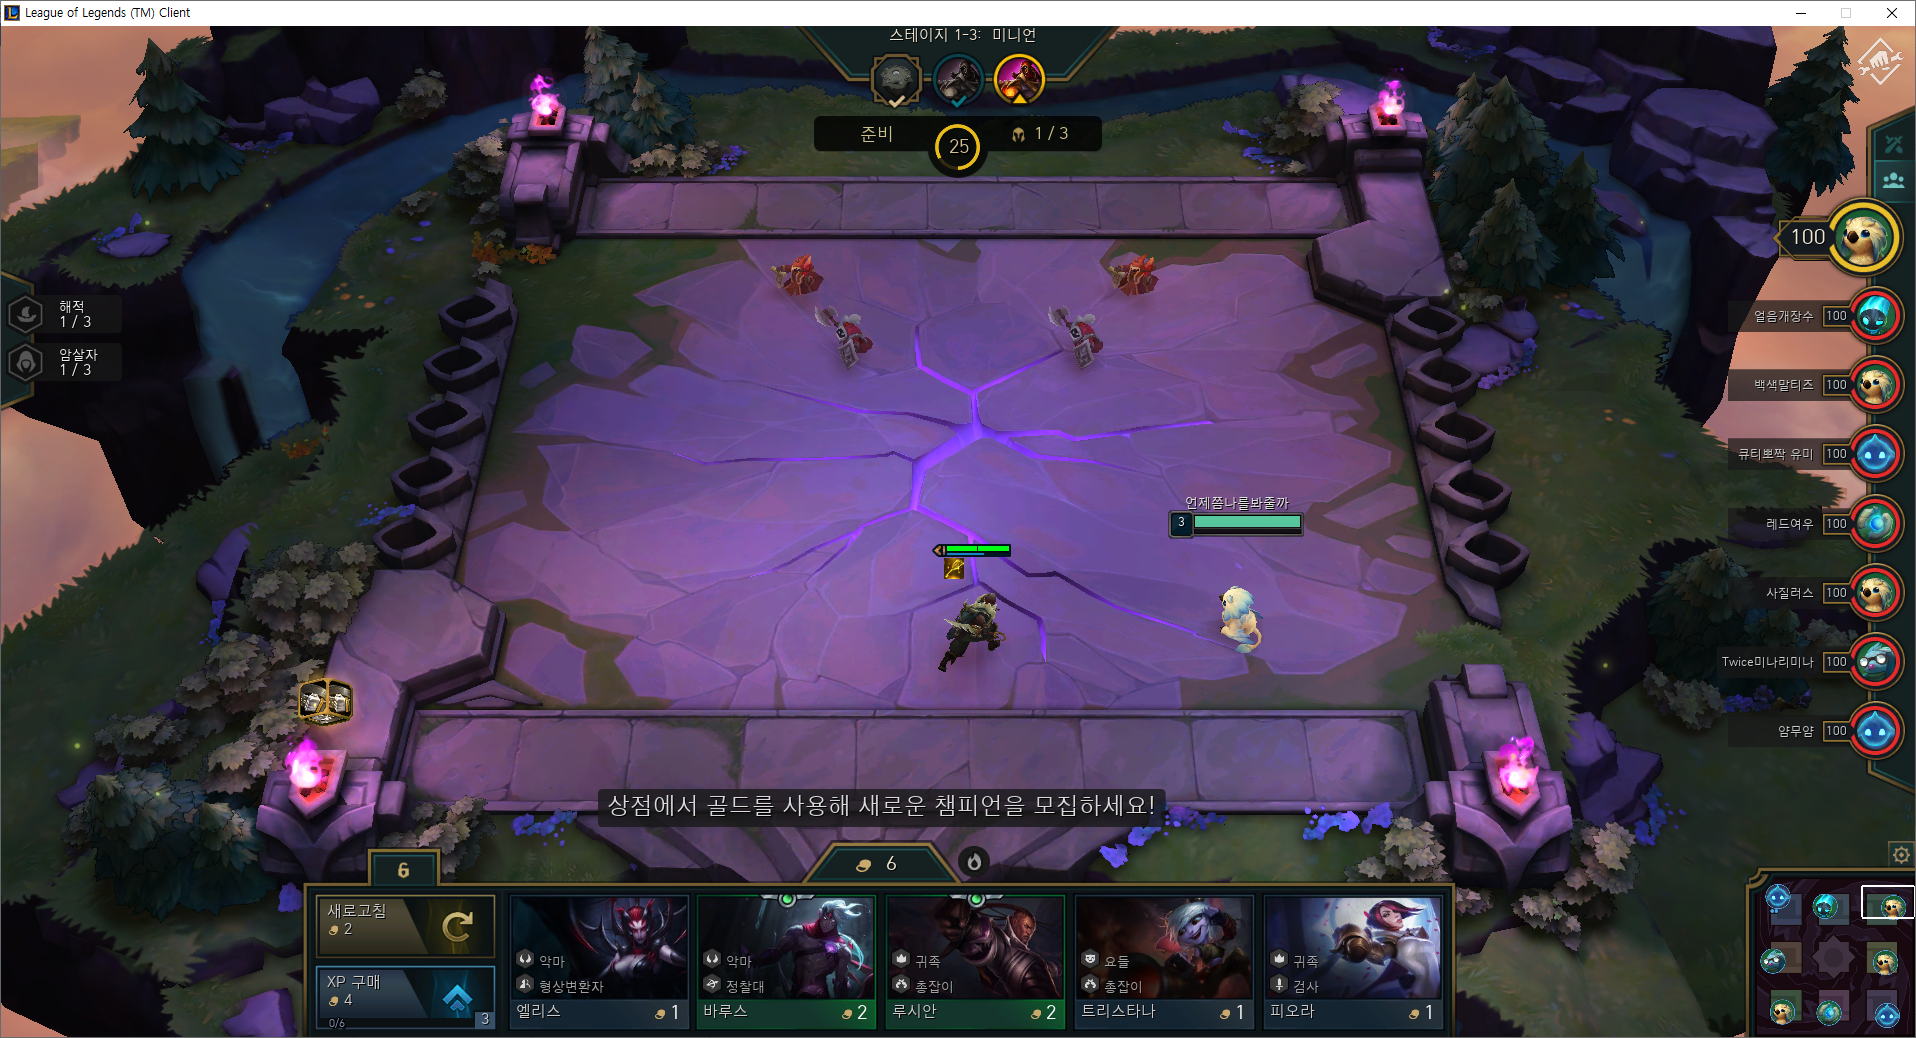 League of Legends (TM) Client
스테이지 1-3: 미니언
준비
25
1 / 3
해적
1 / 3
암살자
1 / 3
100
얼음개장수 100
백색말티즈 100
큐티뽀짝 유미 100
레드여우 100
사질러스 100
Twice미나리미나 100
얌무얌 100
언제쯤나를봐줄까
3
상점에서 골드를 사용해 새로운 챔피언을 모집하세요!
6
6
새로고침
2
XP 구매
4
0/6
3
악마
형상변환자
엘리스 1
악마
정찰대
바루스 2
귀족
총잡이
루시안 2
요들
총잡이
트리스타나 1
귀족
검사
피오라 1